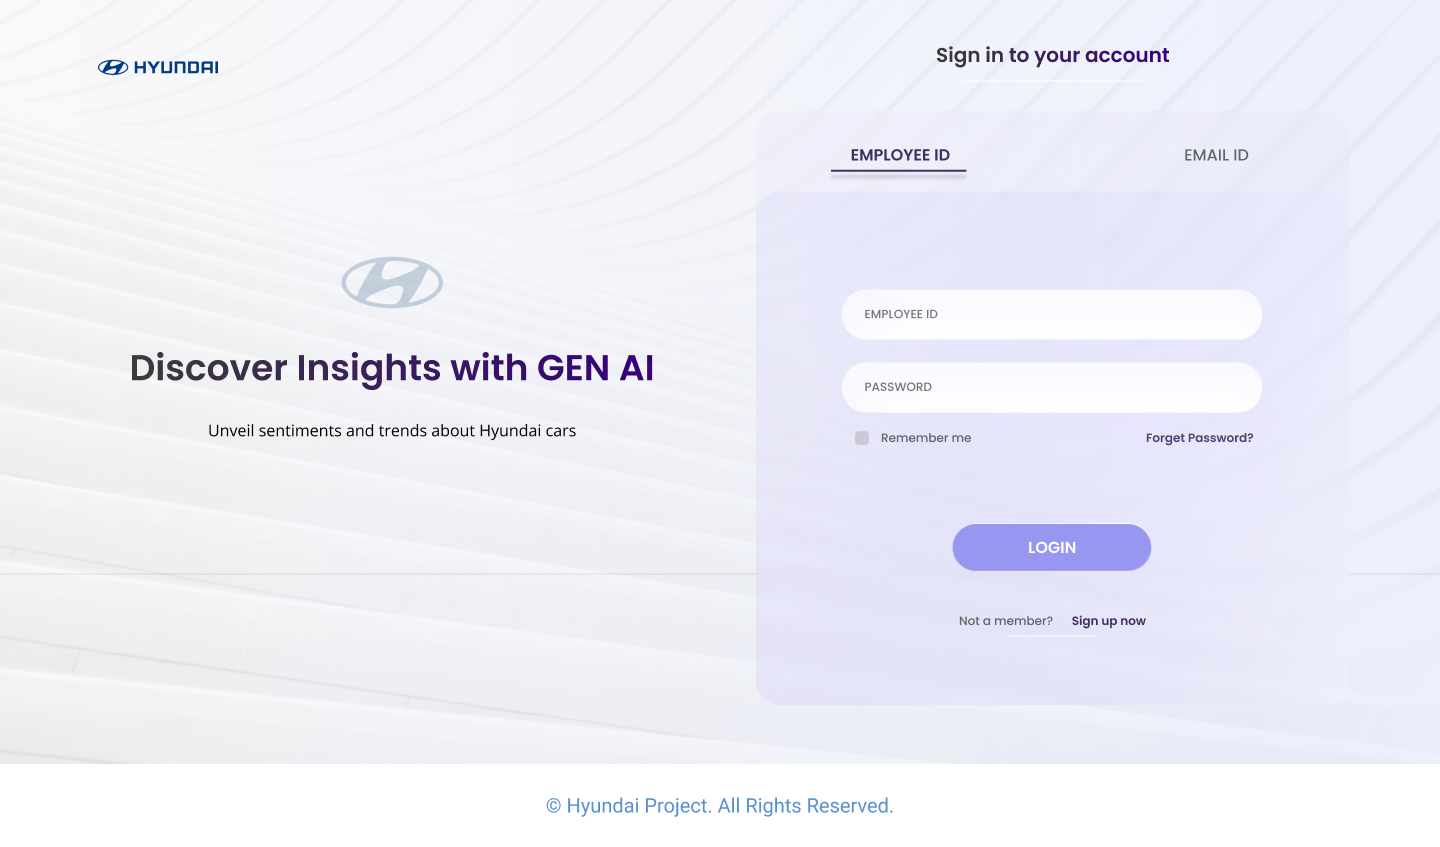 HYUNDAI
Discover Insights with GEN AI
Unveil sentiments and trends about Hyundai cars
Sign in to your account
EMPLOYEE ID
EMAIL ID
EMPLOYEE ID
PASSWORD
Remember me
Forget Password?
LOGIN
Not a member? Sign up now
© Hyundai Project. All Rights Reserved.